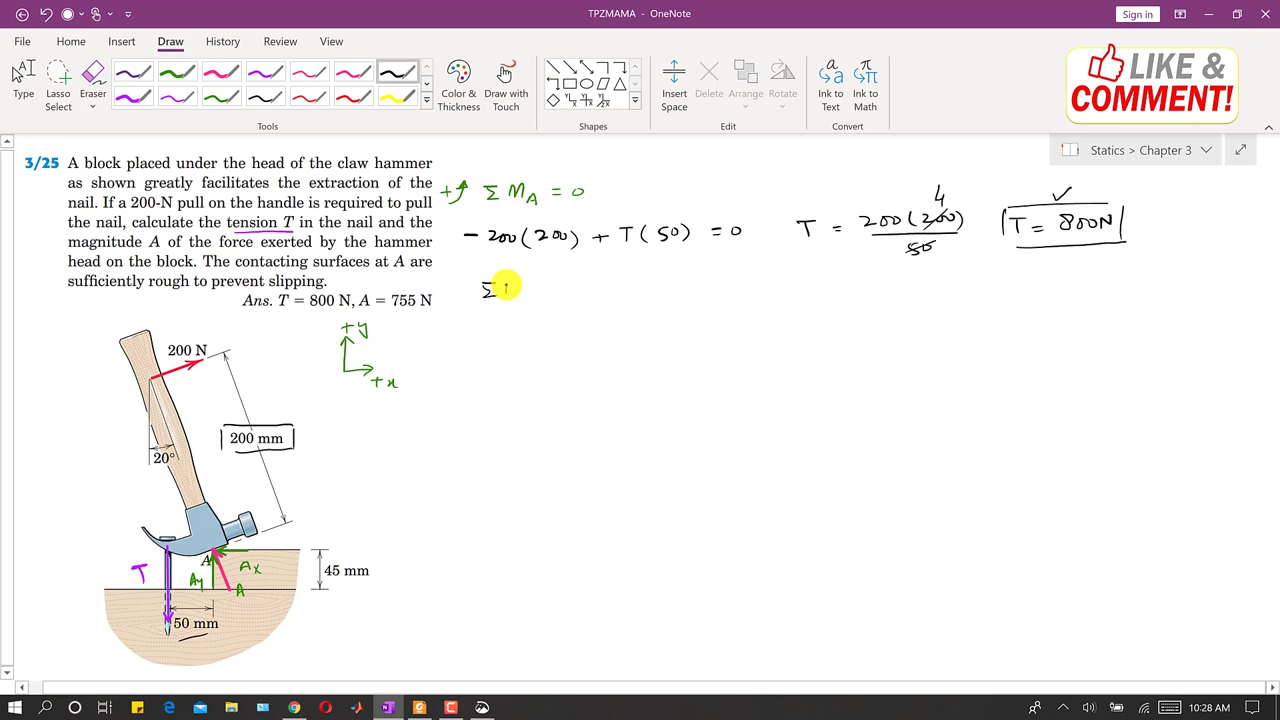 TPZMAMA - OneNote
Sign in
File Home Insert Draw History Review View
LIKE &
COMMENT!
Type
Lasso Select
Eraser
Color & Thickness
Draw with Touch
Insert Space
Delete
Arrange
Rotate
Ink to Text
Ink to Math
Tools
Shapes
Edit
Convert
Statics > Chapter 3
3/25 A block placed under the head of the claw hammer
as shown greatly facilitates the extraction of the
nail. If a 200-N pull on the handle is required to pull
the nail, calculate the tension T in the nail and the
magnitude A of the force exerted by the hammer
head on the block. The contacting surfaces at A are
sufficiently rough to prevent slipping.
Ans. T = 800 N, A = 755 N
+ Σ M_A = 0
- 200(200) + T(50) = 0
T = 200(200) / 50
4
T = 800N
Σ
+y
+x
200 N
200 mm
20°
A
T
Ax
Ay
A
45 mm
50 mm
10:28 AM